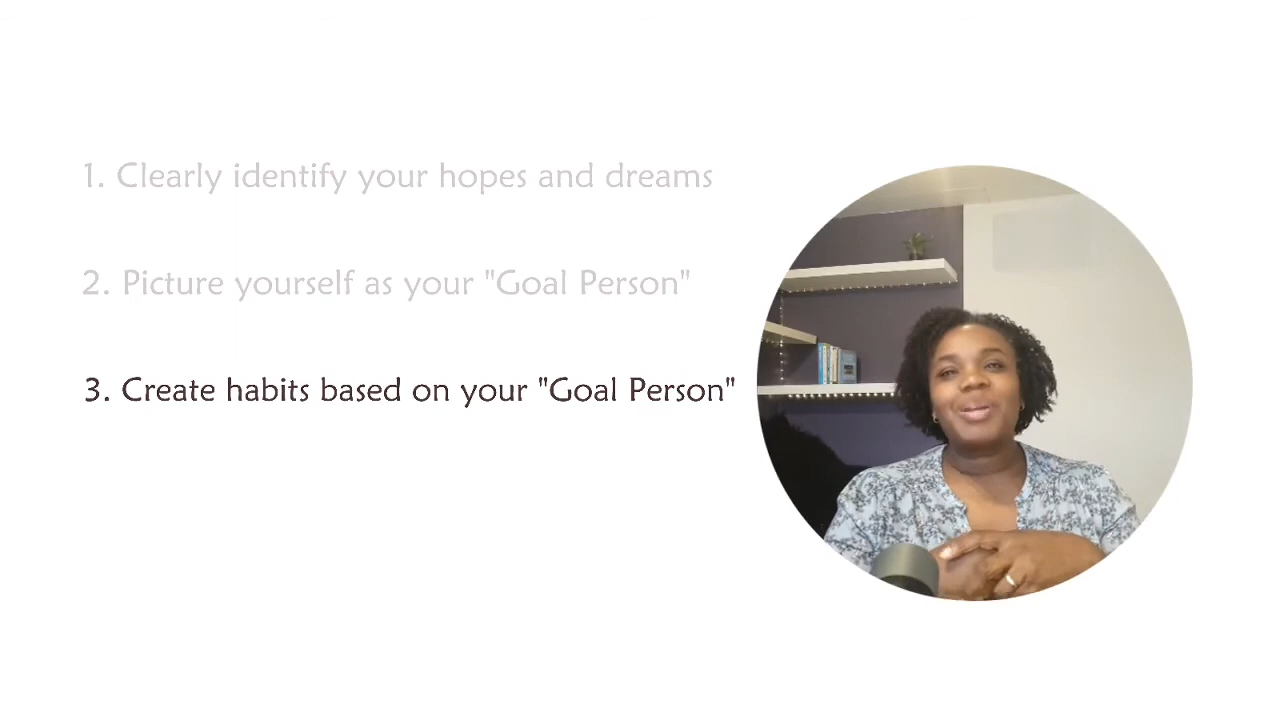 1. Clearly identify your hopes and dreams
2. Picture yourself as your "Goal Person"
3. Create habits based on your "Goal Person"